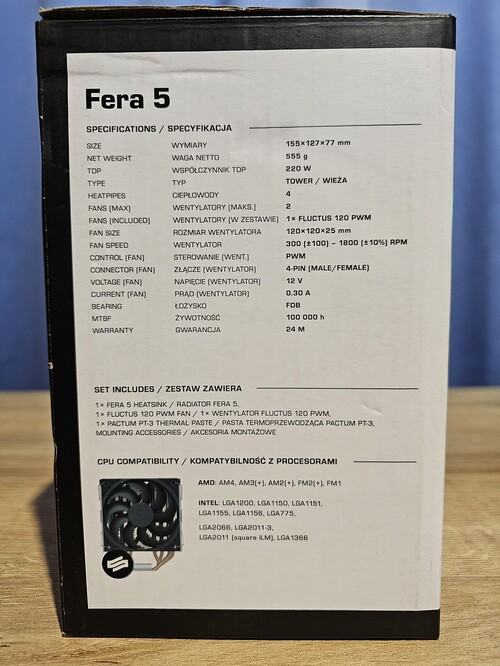 Fera 5
SPECIFICATIONS / SPECYFIKACJA
SIZE WYMIARY 155×127×77 mm
NET WEIGHT WAGA NETTO 555 g
TDP WSPÓŁCZYNNIK TDP 220 W
TYPE TYP TOWER / WIEŻA
HEATPIPES CIEPŁOWODY 4
FANS (MAX) WENTYLATORY (MAKS.) 2
FANS (INCLUDED) WENTYLATORY (W ZESTAWIE) 1× FLUCTUS 120 PWM
FAN SIZE ROZMIAR WENTYLATORA 120×120×25 mm
FAN SPEED WENTYLATOR 300 (±100) – 1800 (±10%) RPM
CONTROL (FAN) STEROWANIE (WENT.) PWM
CONNECTOR (FAN) ZŁĄCZE (WENTYLATOR) 4-PIN (MALE/FEMALE)
VOLTAGE (FAN) NAPIĘCIE (WENTYLATOR) 12 V
CURRENT (FAN) PRĄD (WENTYLATOR) 0.30 A
BEARING ŁOŻYSKO FDB
MTBF ŻYWOTNOŚĆ 100 000 h
WARRANTY GWARANCJA 24 M
SET INCLUDES / ZESTAW ZAWIERA
1× FERA 5 HEATSINK / RADIATOR FERA 5,
1× FLUCTUS 120 PWM FAN / 1× WENTYLATOR FLUCTUS 120 PWM,
1× PACTUM PT-3 THERMAL PASTE / PASTA TERMOPRZEWODZĄCA PACTUM PT-3,
MOUNTING ACCESSORIES / AKCESORIA MONTAŻOWE
CPU COMPATIBILITY / KOMPATYBILNOŚĆ Z PROCESORAMI
AMD: AM4, AM3(+), AM2(+), FM2(+), FM1
INTEL: LGA1200, LGA1150, LGA1151,
LGA1155, LGA1156, LGA775,
LGA2066, LGA2011-3,
LGA2011 (square ILM), LGA1366